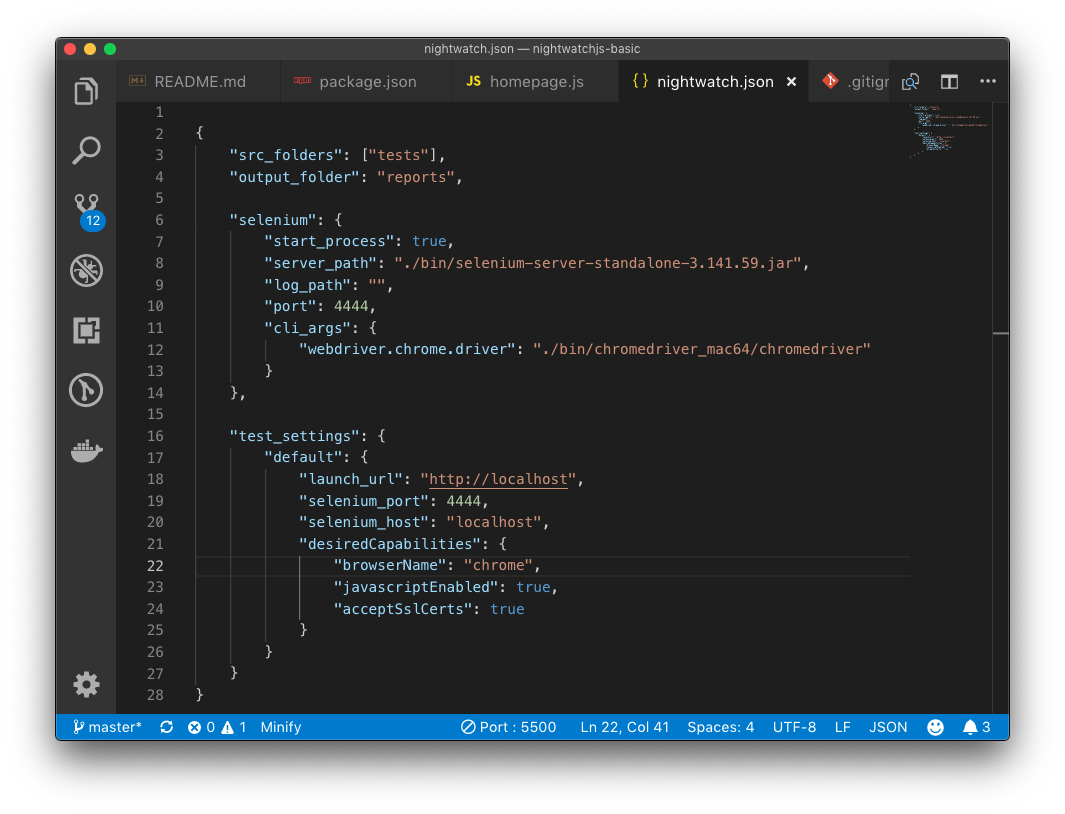 nightwatch.json — nightwatchjs-basic
README.md package.json JS homepage.js {} nightwatch.json × .gitign ...
12
1
2 {
3 "src_folders": ["tests"],
4 "output_folder": "reports",
5
6 "selenium": {
7 "start_process": true,
8 "server_path": "./bin/selenium-server-standalone-3.141.59.jar",
9 "log_path": "",
10 "port": 4444,
11 "cli_args": {
12 "webdriver.chrome.driver": "./bin/chromedriver_mac64/chromedriver"
13 }
14 },
15
16 "test_settings": {
17 "default": {
18 "launch_url": "http://localhost",
19 "selenium_port": 4444,
20 "selenium_host": "localhost",
21 "desiredCapabilities": {
22 "browserName": "chrome",
23 "javascriptEnabled": true,
24 "acceptSslCerts": true
25 }
26 }
27 }
28 }
master* 0 1 Minify Port : 5500 Ln 22, Col 41 Spaces: 4 UTF-8 LF JSON 3